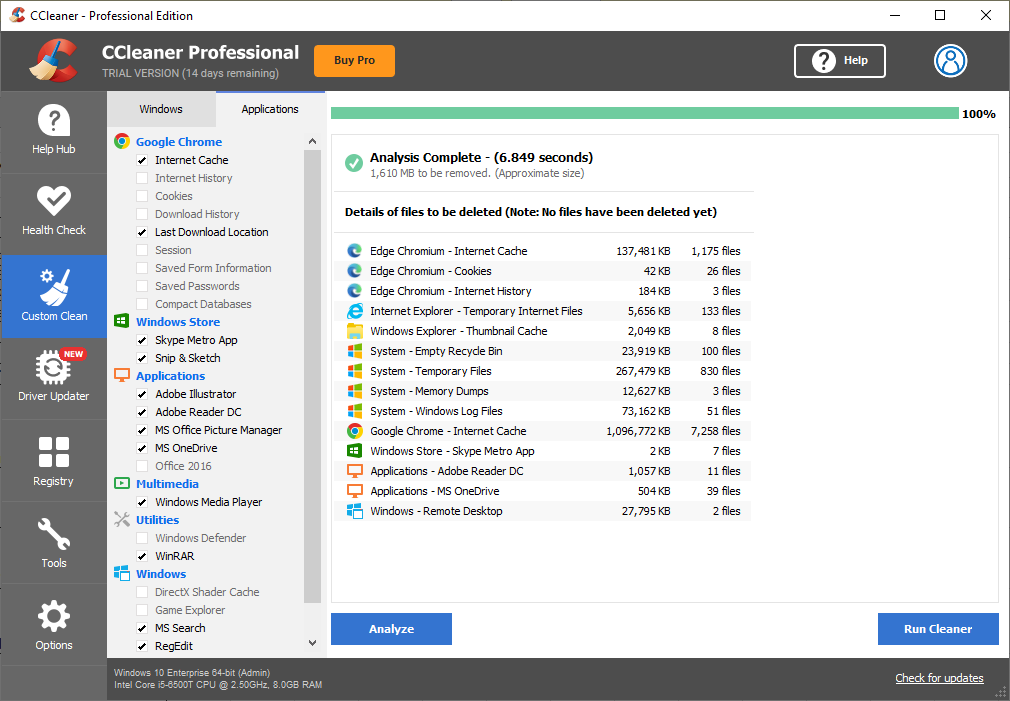 CCleaner - Professional Edition
CCleaner Professional
TRIAL VERSION (14 days remaining)
Buy Pro
Help
Help Hub
Health Check
Custom Clean
NEW
Driver Updater
Registry
Tools
Options
Windows
Applications
Google Chrome
Internet Cache
Internet History
Cookies
Download History
Last Download Location
Session
Saved Form Information
Saved Passwords
Compact Databases
Windows Store
Skype Metro App
Snip & Sketch
Applications
Adobe Illustrator
Adobe Reader DC
MS Office Picture Manager
MS OneDrive
Office 2016
Multimedia
Windows Media Player
Utilities
Windows Defender
WinRAR
Windows
DirectX Shader Cache
Game Explorer
MS Search
RegEdit
100%
Analysis Complete - (6.849 seconds)
1,610 MB to be removed. (Approximate size)
Details of files to be deleted (Note: No files have been deleted yet)
Edge Chromium - Internet Cache 137,481 KB 1,175 files
Edge Chromium - Cookies 42 KB 26 files
Edge Chromium - Internet History 184 KB 3 files
Internet Explorer - Temporary Internet Files 5,656 KB 133 files
Windows Explorer - Thumbnail Cache 2,049 KB 8 files
System - Empty Recycle Bin 23,919 KB 100 files
System - Temporary Files 267,479 KB 830 files
System - Memory Dumps 12,627 KB 3 files
System - Windows Log Files 73,162 KB 51 files
Google Chrome - Internet Cache 1,096,772 KB 7,258 files
Windows Store - Skype Metro App 2 KB 7 files
Applications - Adobe Reader DC 1,057 KB 11 files
Applications - MS OneDrive 504 KB 39 files
Windows - Remote Desktop 27,795 KB 2 files
Analyze
Run Cleaner
Windows 10 Enterprise 64-bit (Admin)
Intel Core i5-6500T CPU @ 2.50GHz, 8.0GB RAM
Check for updates